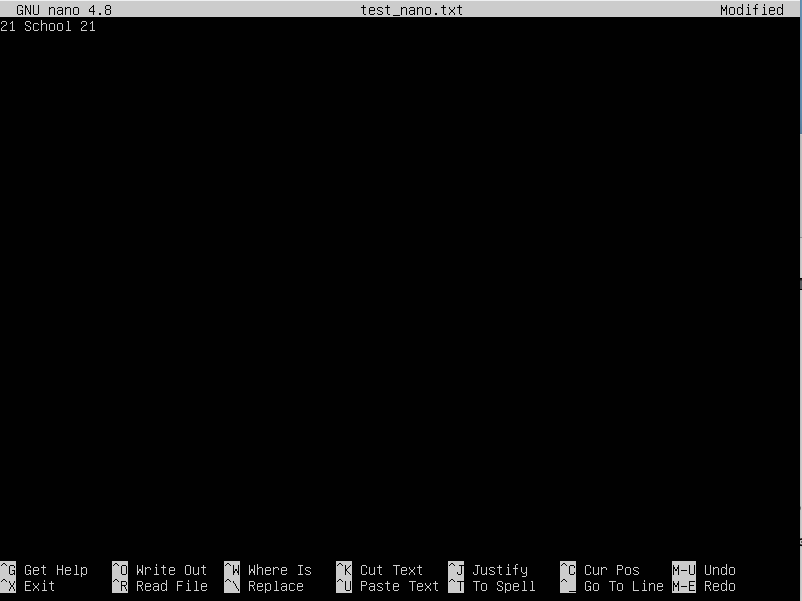 GNU nano 4.8 test_nano.txt Modified
21 School 21
^G Get Help ^O Write Out ^W Where Is ^K Cut Text ^J Justify ^C Cur Pos M-U Undo
^X Exit ^R Read File ^\ Replace ^U Paste Text ^T To Spell ^_ Go To Line M-E Redo